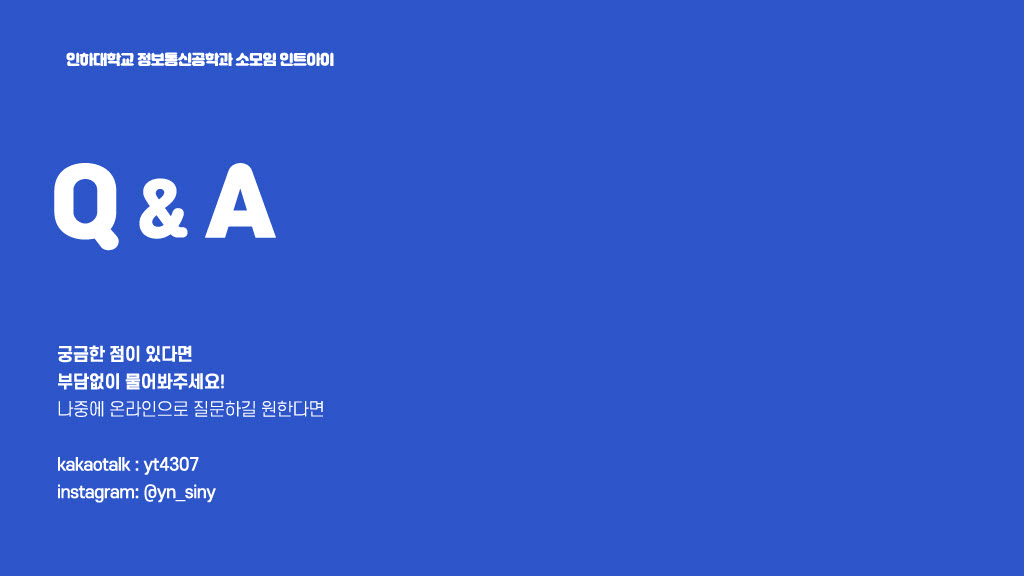 인하대학교 정보통신공학과 소모임 인트아이
Q & A
궁금한 점이 있다면
부담없이 물어봐주세요!
나중에 온라인으로 질문하길 원한다면
kakaotalk : yt4307
instagram: @yn_siny